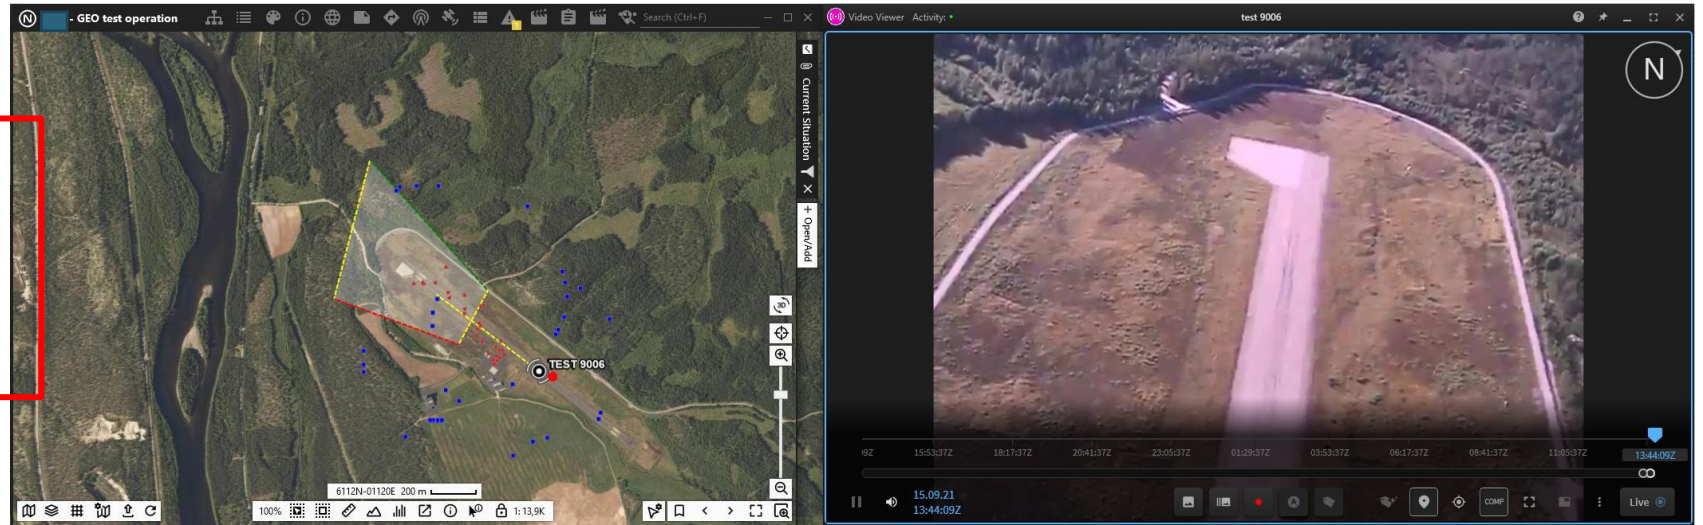 N
- GEO test operation
Search (Ctrl+F)
1
Current Situation
+ Open/Add
3D
TEST 9006
6112N-01120E 200 m
100%
1: 13,9K
Video Viewer Activity:
test 9006
N
09Z 15:53:37Z 18:17:37Z 20:41:37Z 23:05:37Z 01:29:37Z 03:53:37Z 06:17:37Z 08:41:37Z 11:05:37Z 13:44:09Z
15.09.21
13:44:09Z
COMP
Live